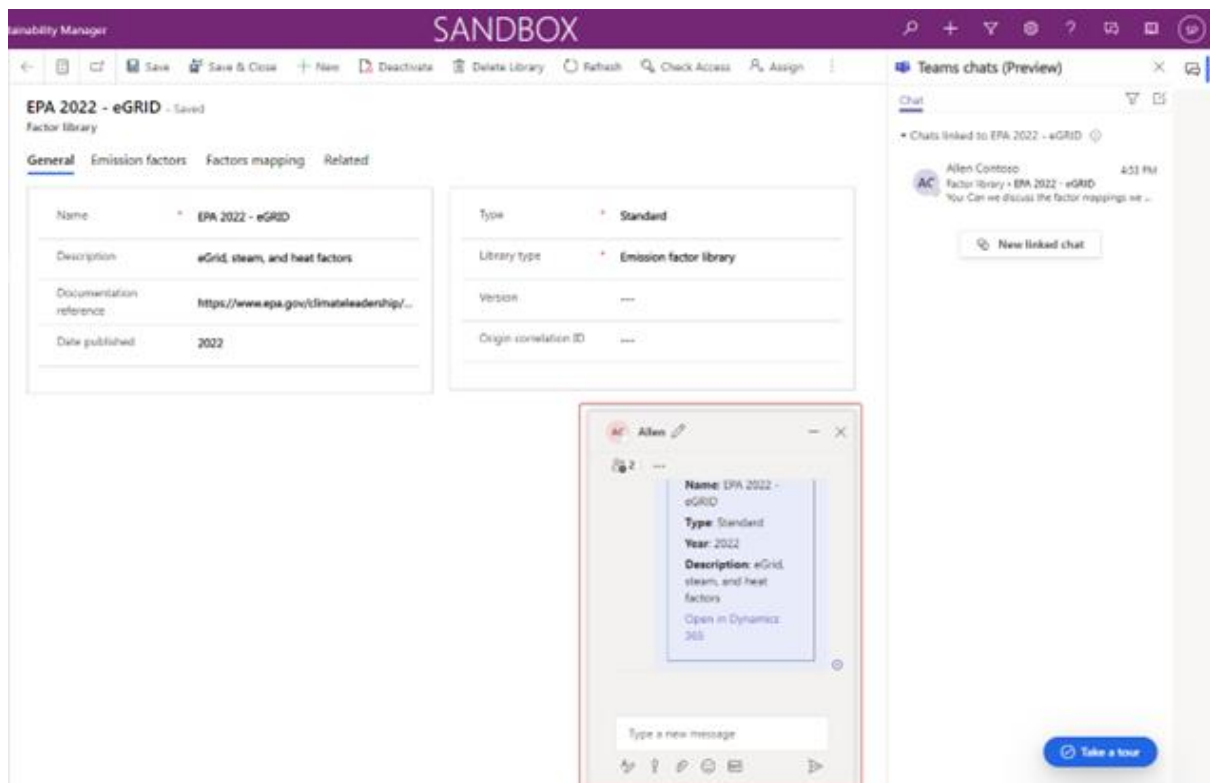 tainability Manager
SANDBOX
?
SP
Save
Save & Close
New
Deactivate
Delete Library
Refresh
Check Access
Assign
EPA 2022 - eGRID - Saved
Factor library
General
Emission factors
Factors mapping
Related
Name * EPA 2022 - eGRID
Description eGrid, steam, and heat factors
Documentation
reference
https://www.epa.gov/climateleadership/...
Date published 2022
Type * Standard
Library type * Emission factor library
Version ---
Origin correlation ID ---
Teams chats (Preview)
Chat
Chats linked to EPA 2022 - eGRID
AC
Allen Contoso 4:53 PM
Factor library • EPA 2022 - eGRID
You: Can we discuss the factor mappings we ...
New linked chat
AC Allen
2 ...
Name: EPA 2022 -
eGRID
Type: Standard
Year: 2022
Description: eGrid,
steam, and heat
factors
Open in Dynamics
365
Type a new message
Take a tour